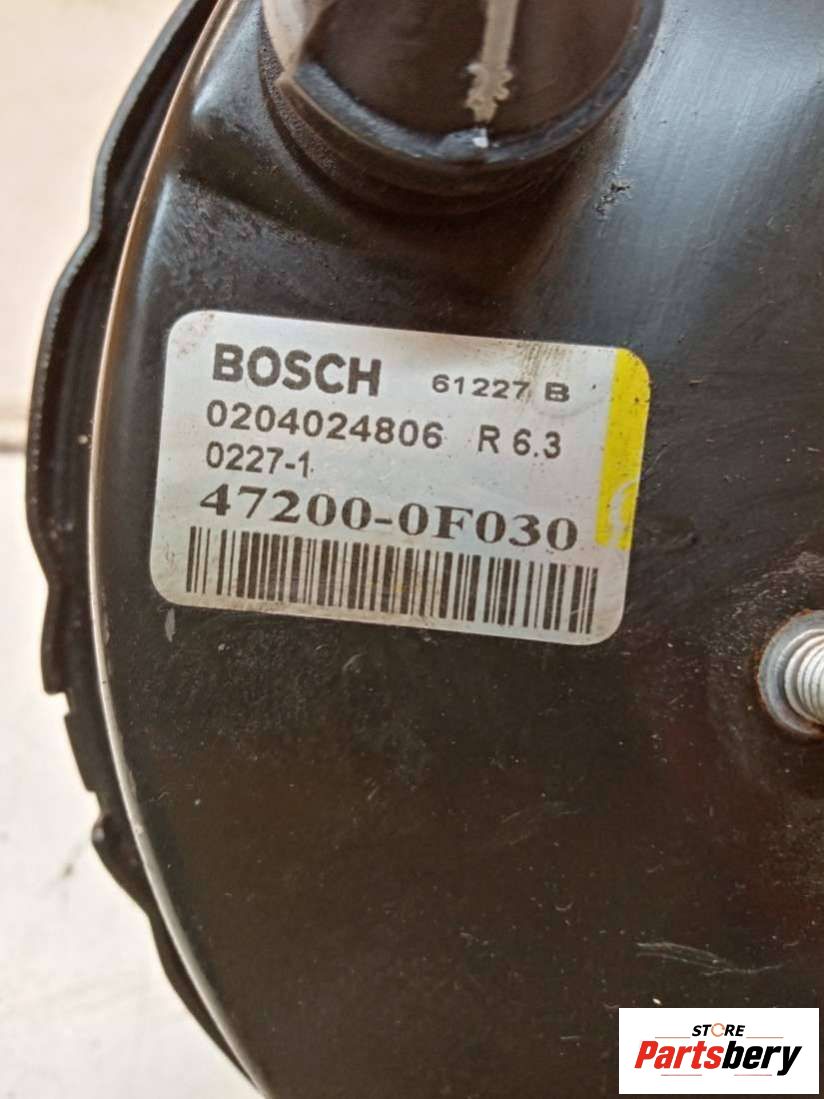 BOSCH 61227 B
0204024806 R 6.3
0227-1
47200-0F030
STORE
Partsbery